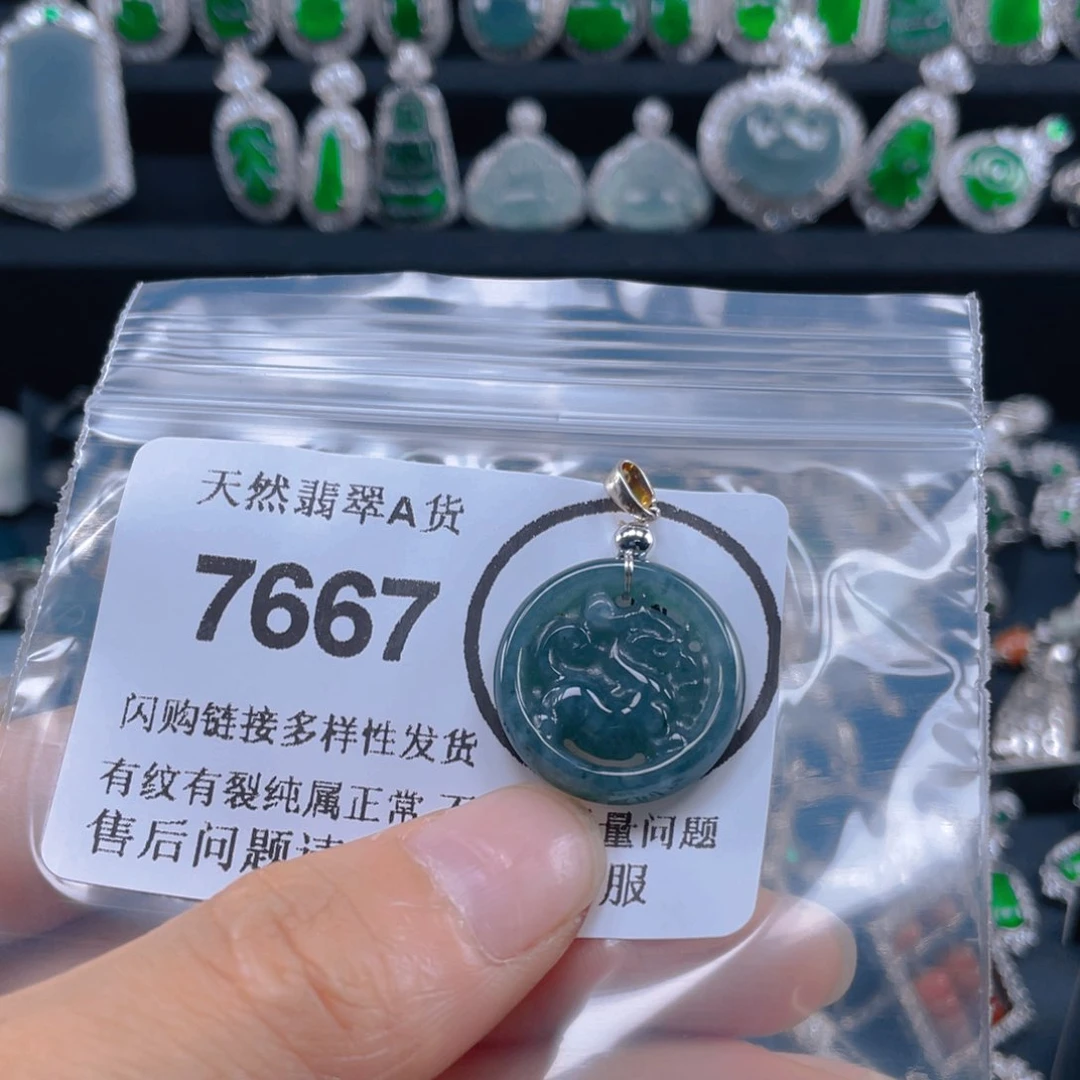 天然翡翠A货
7667
闪购链接多样性发货
有纹有裂纯属正常 量问题
售后问题 服